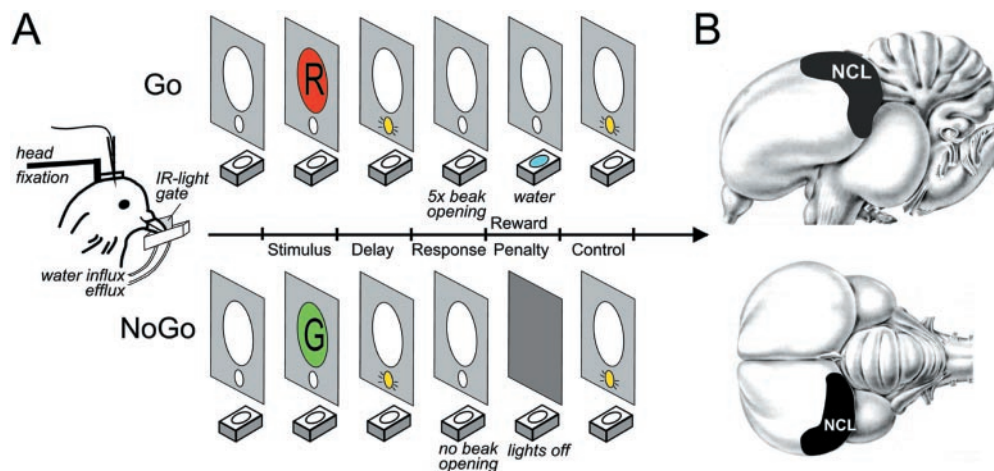 A
Go
R
head
fixation
IR-light
gate
5x beak
opening
water
Reward
Stimulus
Delay
Response
Penalty
Control
water influx
efflux
NoGo
G
no beak
opening
lights off
B
NCL
NCL